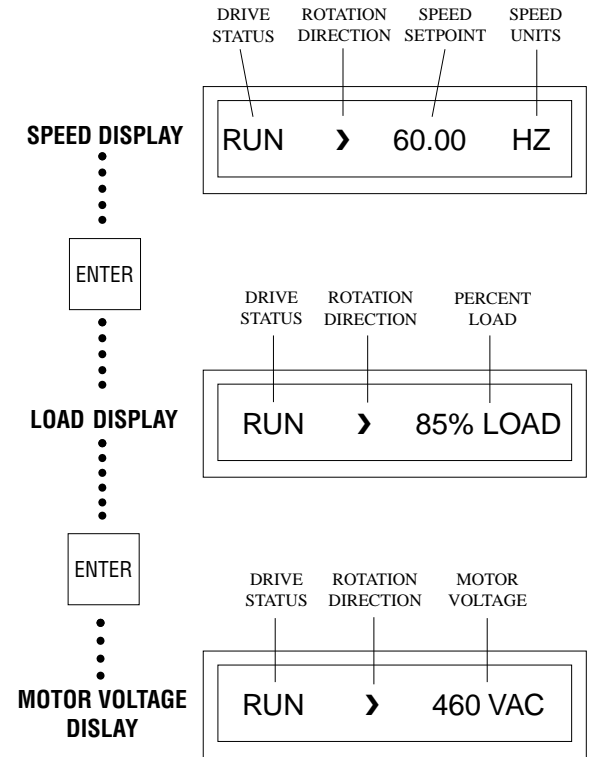 DRIVE STATUS
ROTATION DIRECTION
SPEED SETPOINT
SPEED UNITS
SPEED DISPLAY
RUN ❯ 60.00 HZ
ENTER
DRIVE STATUS
ROTATION DIRECTION
PERCENT LOAD
LOAD DISPLAY
RUN ❯ 85% LOAD
ENTER
DRIVE STATUS
ROTATION DIRECTION
MOTOR VOLTAGE
MOTOR VOLTAGE
DISLAY
RUN ❯ 460 VAC